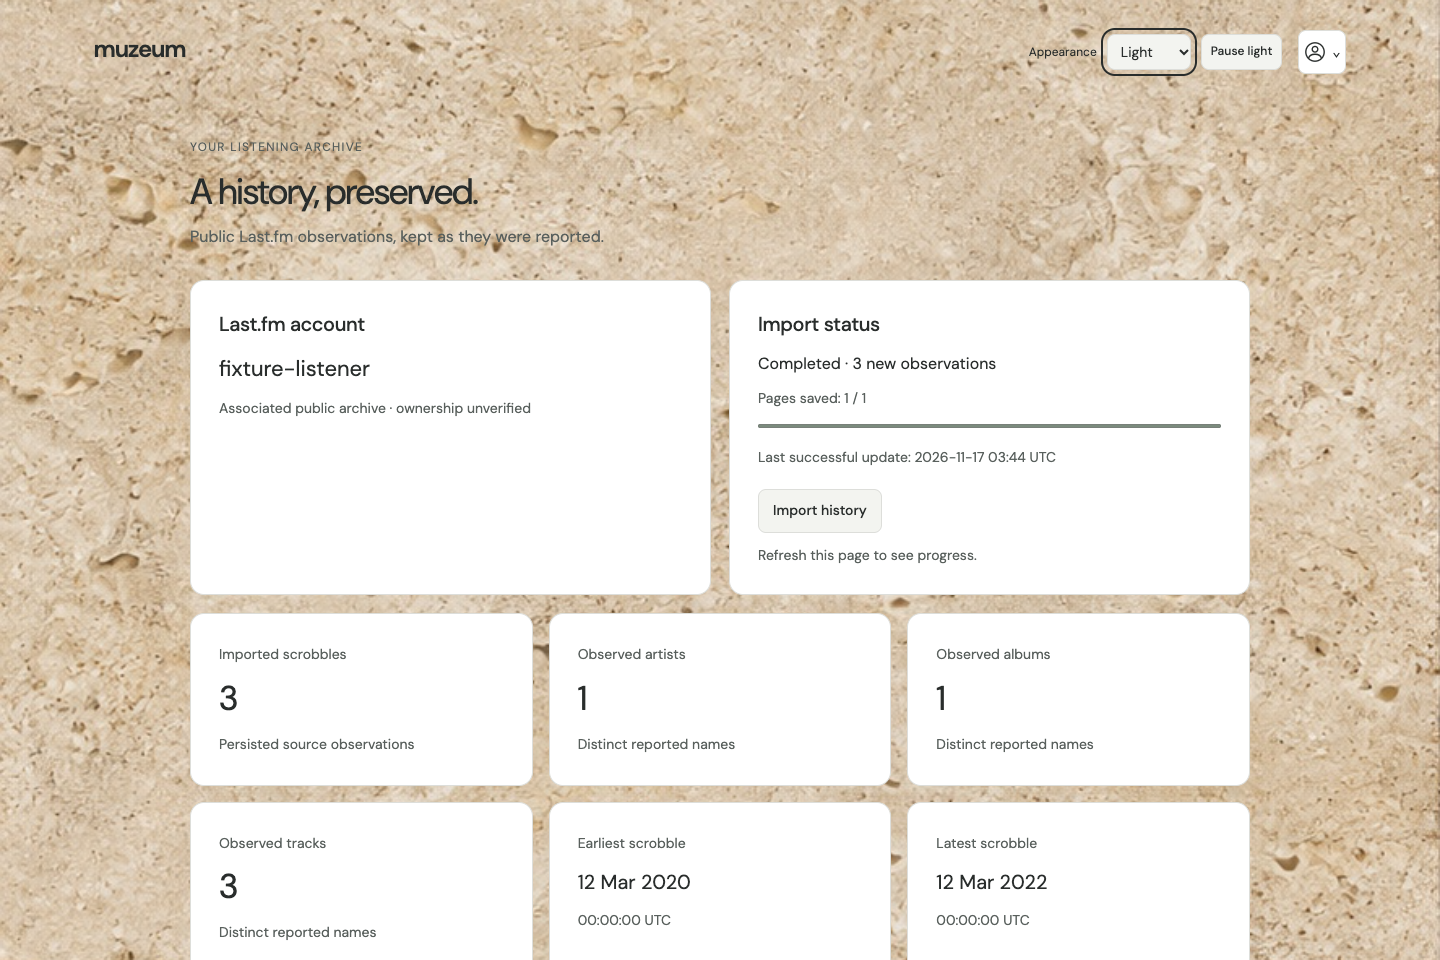 muzeum
Appearance
Light
Pause light
YOUR LISTENING ARCHIVE
A history, preserved.
Public Last.fm observations, kept as they were reported.
Last.fm account
fixture-listener
Associated public archive · ownership unverified
Import status
Completed · 3 new observations
Pages saved: 1 / 1
Last successful update: 2026-11-17 03:44 UTC
Import history
Refresh this page to see progress.
Imported scrobbles
3
Persisted source observations
Observed artists
1
Distinct reported names
Observed albums
1
Distinct reported names
Observed tracks
3
Distinct reported names
Earliest scrobble
12 Mar 2020
00:00:00 UTC
Latest scrobble
12 Mar 2022
00:00:00 UTC